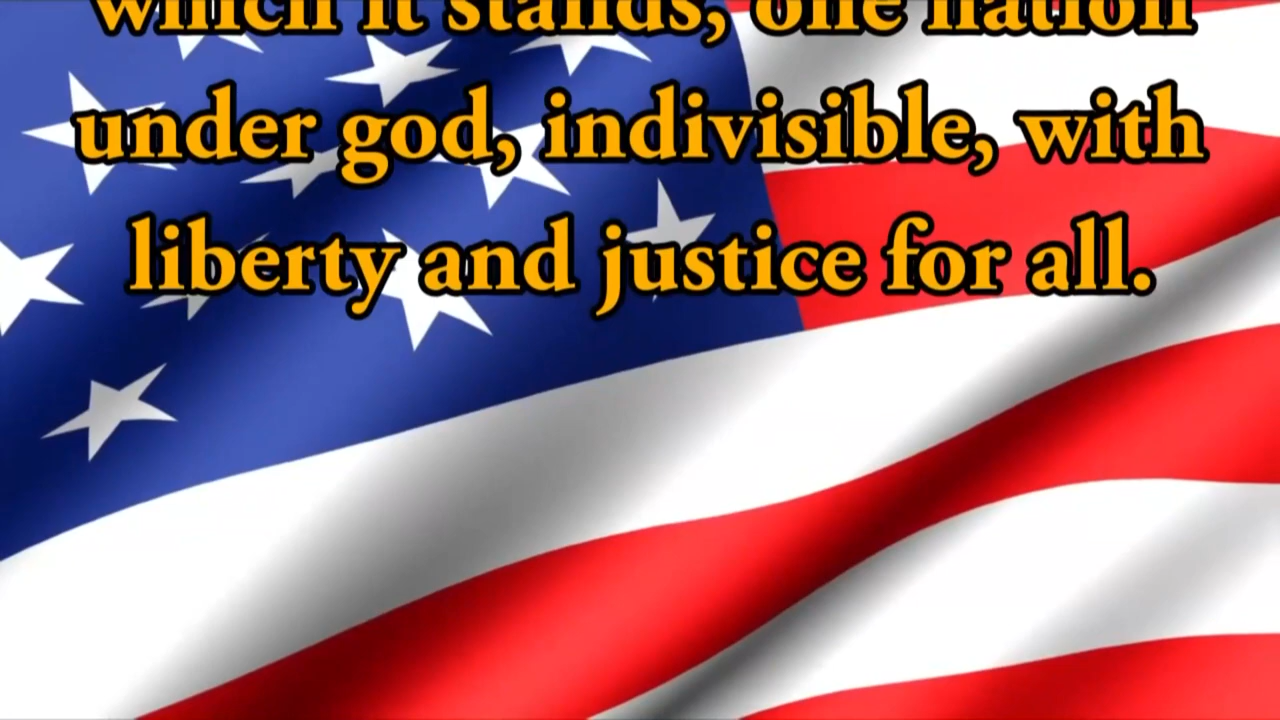 which it stands, one nation
under god, indivisible, with
liberty and justice for all.